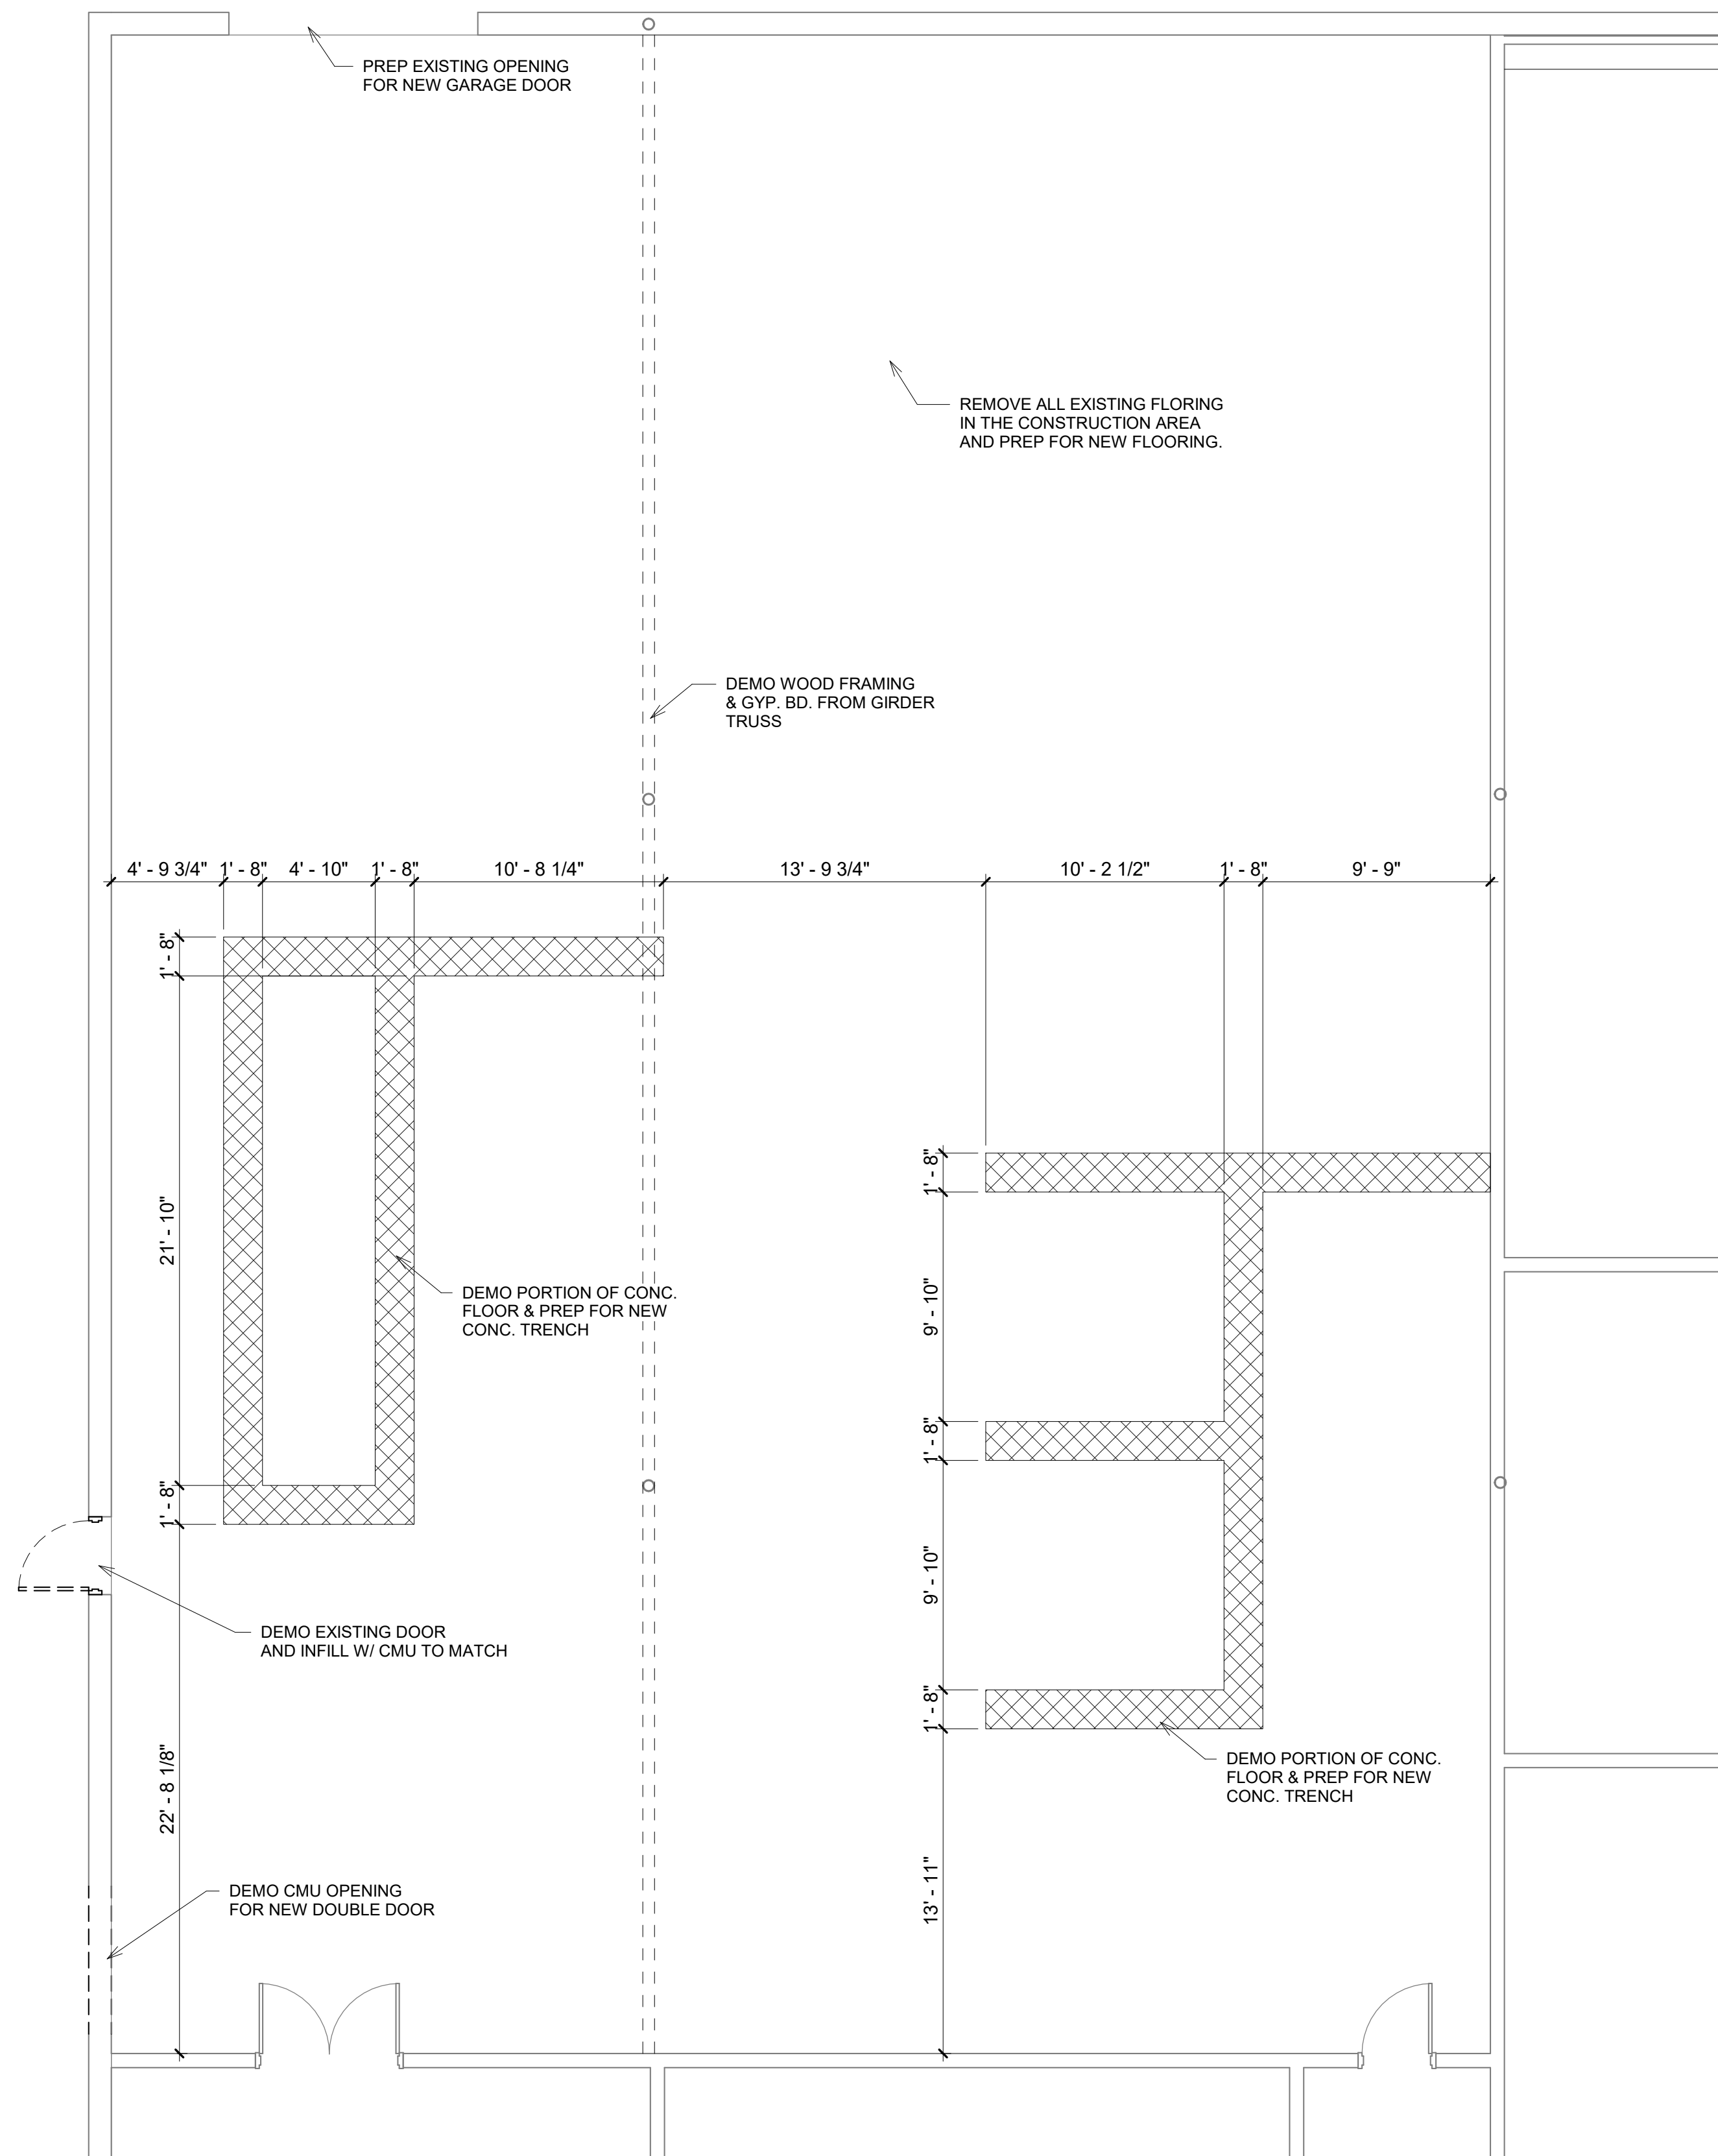 PREP EXISTING OPENING
FOR NEW GARAGE DOOR
REMOVE ALL EXISTING FLORING
IN THE CONSTRUCTION AREA
AND PREP FOR NEW FLOORING.
DEMO WOOD FRAMING
& GYP. BD. FROM GIRDER
TRUSS
4' - 9 3/4" 1' - 8" 4' - 10" 1' - 8" 10' - 8 1/4" 13' - 9 3/4" 10' - 2 1/2" 1' - 8" 9' - 9"
1' - 8"
21' - 10"
1' - 8"
22' - 8 1/8"
DEMO PORTION OF CONC.
FLOOR & PREP FOR NEW
CONC. TRENCH
1' - 8"
9' - 10"
1' - 8"
9' - 10"
1' - 8"
13' - 11"
DEMO EXISTING DOOR
AND INFILL W/ CMU TO MATCH
DEMO PORTION OF CONC.
FLOOR & PREP FOR NEW
CONC. TRENCH
DEMO CMU OPENING
FOR NEW DOUBLE DOOR